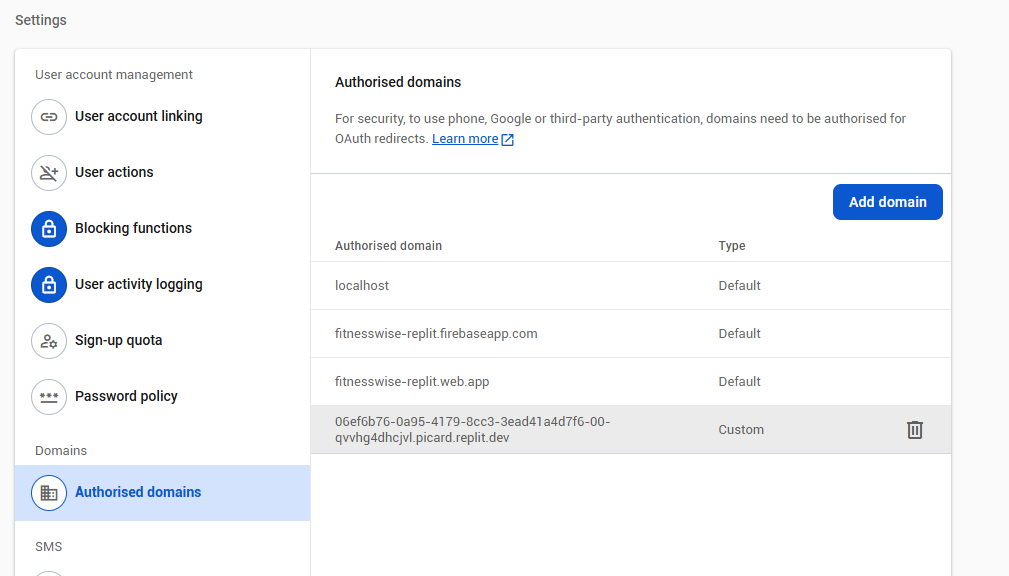 Settings
User account management
User account linking
User actions
Blocking functions
User activity logging
Sign-up quota
Password policy
Domains
Authorised domains
SMS
Authorised domains
For security, to use phone, Google or third-party authentication, domains need to be authorised for
OAuth redirects. Learn more
Add domain
Authorised domain Type
localhost Default
fitnesswise-replit.firebaseapp.com Default
fitnesswise-replit.web.app Default
06ef6b76-0a95-4179-8cc3-3ead41a4d7f6-00-
qvvhg4dhcjvl.picard.replit.dev Custom